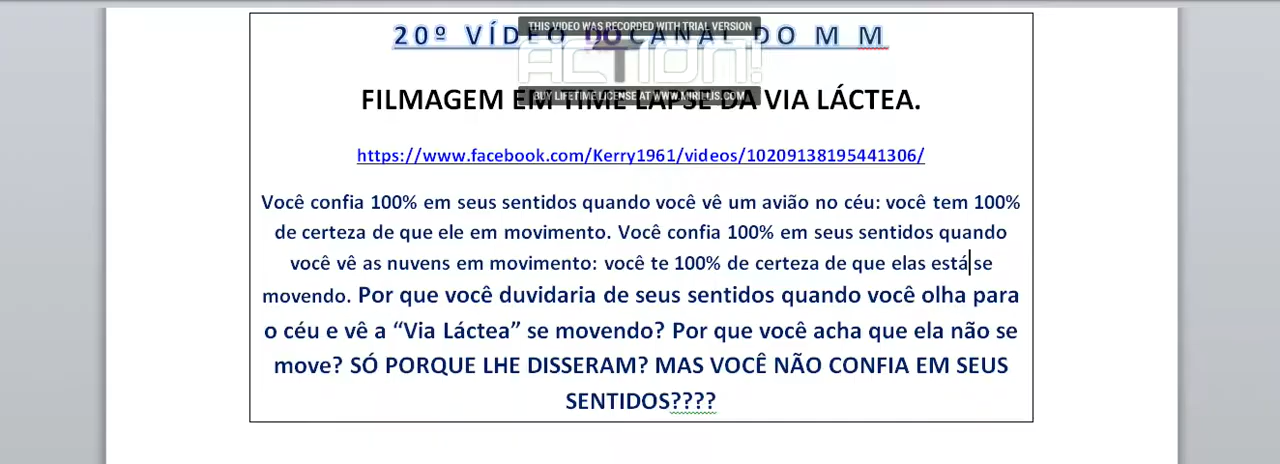 THIS VIDEO WAS RECORDED WITH TRIAL VERSION
20º VÍDEO DO CANAL DO M M
ACTION!
BUY LIFETIME LICENSE AT WWW.MIRILLIS.COM
FILMAGEM EM TIME LAPSE DA VIA LÁCTEA.
https://www.facebook.com/Kerry1961/videos/10209138195441306/
Você confia 100% em seus sentidos quando você vê um avião no céu: você tem 100%
de certeza de que ele em movimento. Você confia 100% em seus sentidos quando
você vê as nuvens em movimento: você te 100% de certeza de que elas está se
movendo. Por que você duvidaria de seus sentidos quando você olha para
o céu e vê a “Via Láctea” se movendo? Por que você acha que ela não se
move? SÓ PORQUE LHE DISSERAM? MAS VOCÊ NÃO CONFIA EM SEUS
SENTIDOS????